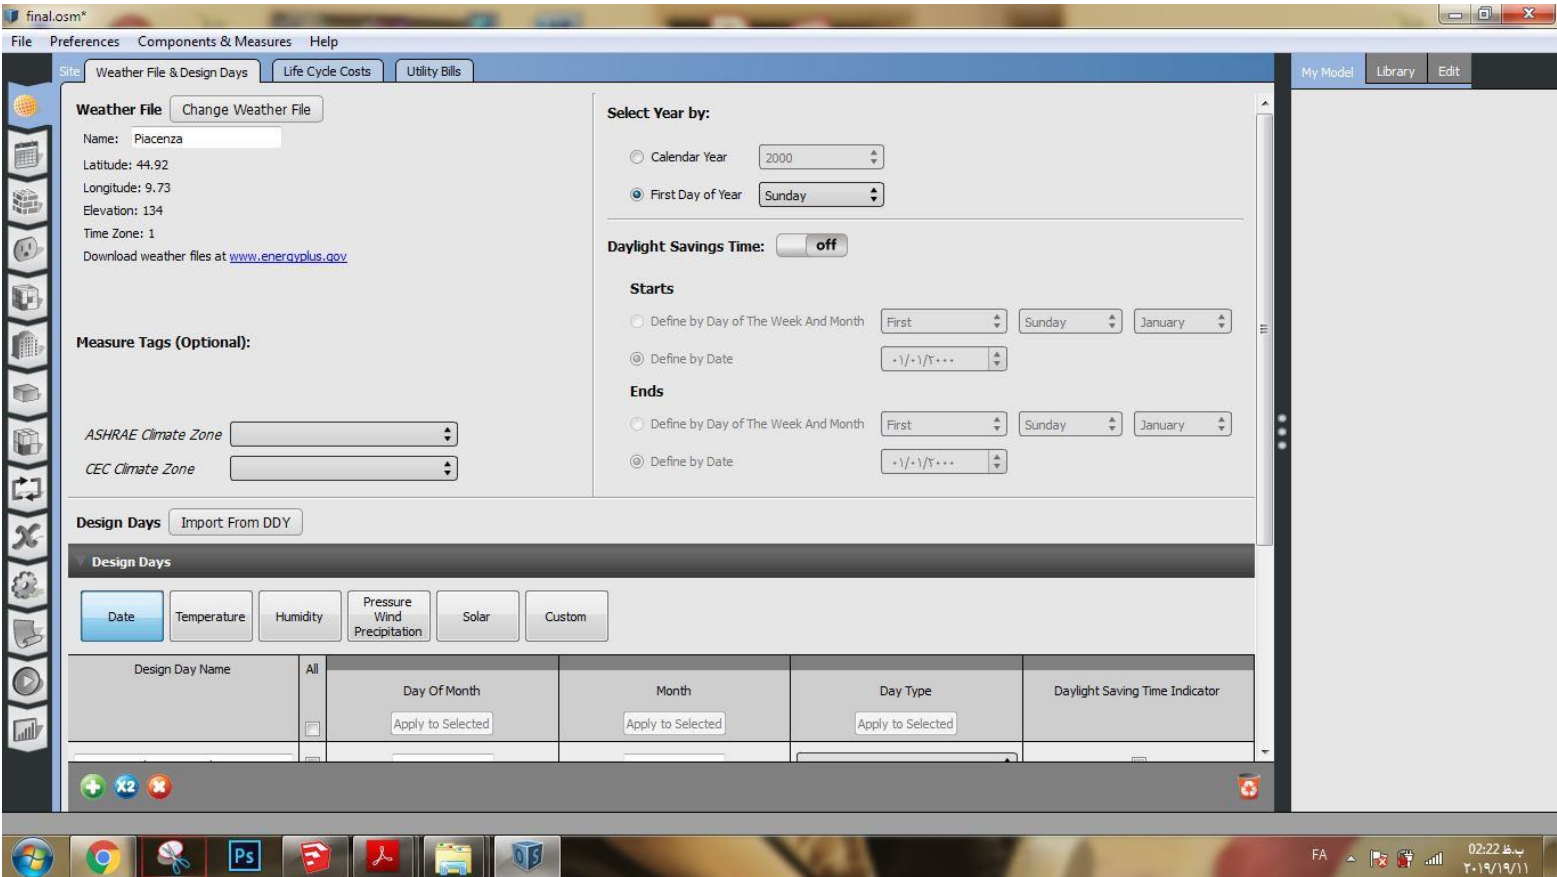 final.osm*
File Preferences Components & Measures Help
Site Weather File & Design Days Life Cycle Costs Utility Bills
My Model Library Edit
Weather File Change Weather File
Name: Piacenza
Latitude: 44.92
Longitude: 9.73
Elevation: 134
Time Zone: 1
Download weather files at www.energyplus.gov
Measure Tags (Optional):
ASHRAE Climate Zone
CEC Climate Zone
Select Year by:
Calendar Year 2000
First Day of Year Sunday
Daylight Savings Time: off
Starts
Define by Day of The Week And Month First Sunday January
Define by Date ۰۱/۰۱/۲۰۰۰
Ends
Define by Day of The Week And Month First Sunday January
Define by Date ۰۱/۰۱/۲۰۰۰
Design Days Import From DDY
Design Days
Date Temperature Humidity Pressure Wind Precipitation Solar Custom
Design Day Name All Day Of Month Month Day Type Daylight Saving Time Indicator
Apply to Selected Apply to Selected Apply to Selected
X2
Ps
OS
FA
02:22 ب.ظ
۲۰۱۹/۱۹/۱۱